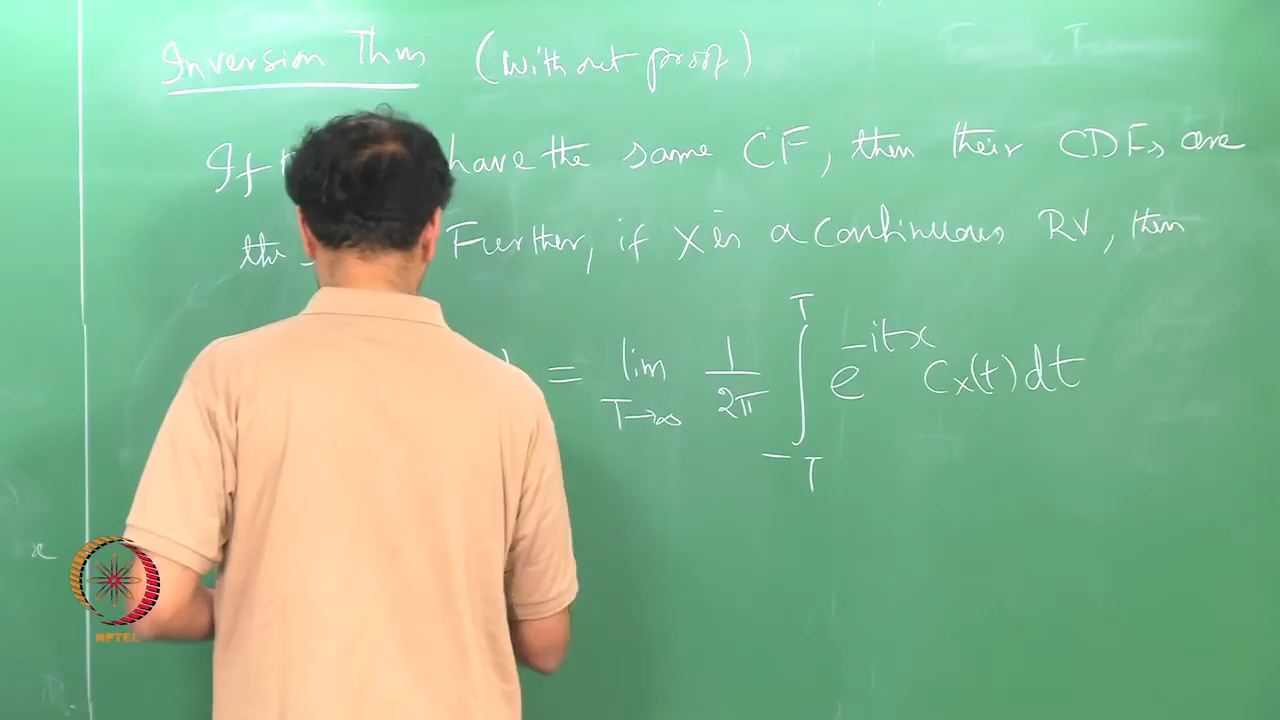 Inversion Thm (without proof)
If have the same CF, then their CDFs are
the Further, if X is a continuous RV, then
= lim T→∞ 1/2π ∫_{-T}^{T} e^{-itx} C_X(t) dt
x
NPTEL